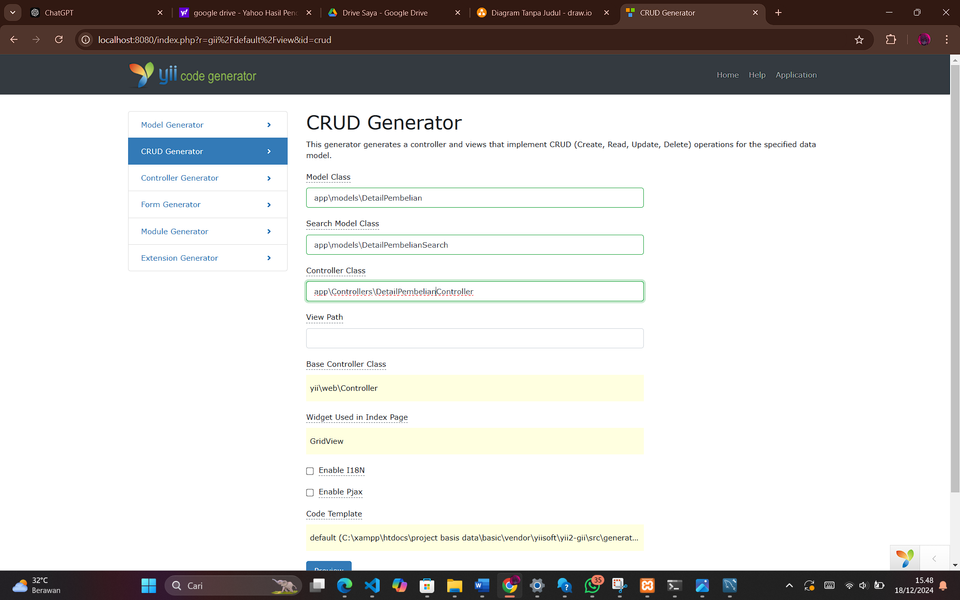 ChatGPT
google drive - Yahoo Hasil Pen
Drive Saya - Google Drive
Diagram Tanpa Judul - draw.io
CRUD Generator
localhost:8080/index.php?r=gii%2Fdefault%2Fview&id=crud
yii code generator
Home Help Application
Model Generator
CRUD Generator
Controller Generator
Form Generator
Module Generator
Extension Generator
CRUD Generator
This generator generates a controller and views that implement CRUD (Create, Read, Update, Delete) operations for the specified data
model.
Model Class
app\models\DetailPembelian
Search Model Class
app\models\DetailPembelianSearch
Controller Class
app\Controllers\DetailPembelianController
View Path
Base Controller Class
yii\web\Controller
Widget Used in Index Page
GridView
Enable I18N
Enable Pjax
Code Template
default (C:\xampp\htdocs\project basis data\basic\vendor\yiisoft\yii2-gii\src\generat...
Preview
32°C
Berawan
Cari
35
15.48
18/12/2024